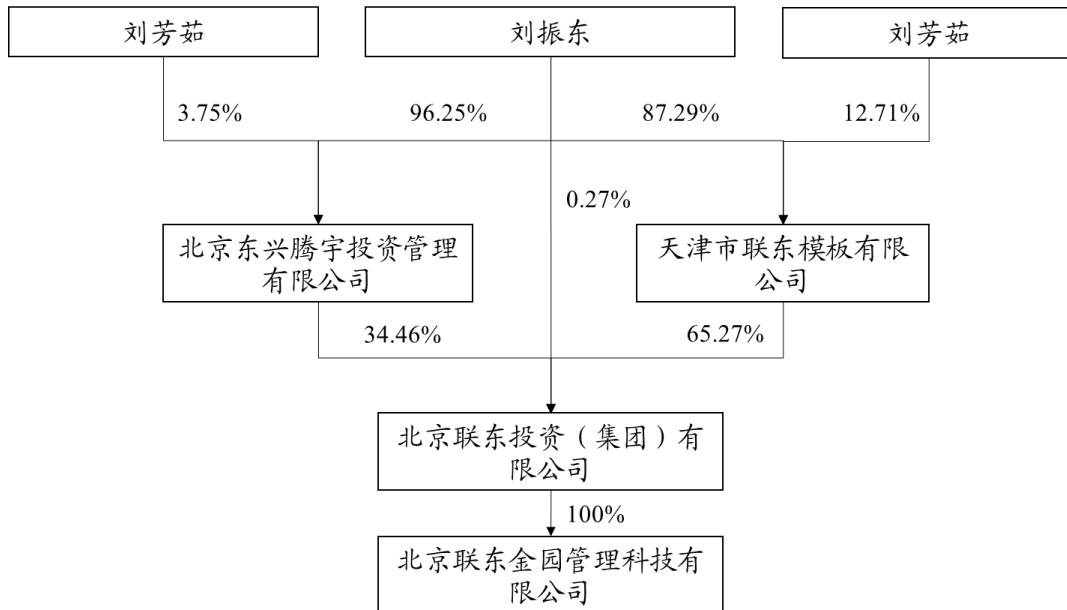 刘芳茹
刘振东
刘芳茹
3.75%
96.25%
87.29%
12.71%
0.27%
北京东兴腾宇投资管理
有限公司
天津市联东模板有限
公司
34.46%
65.27%
北京联东投资（集团）有
限公司
100%
北京联东金园管理科技有
限公司